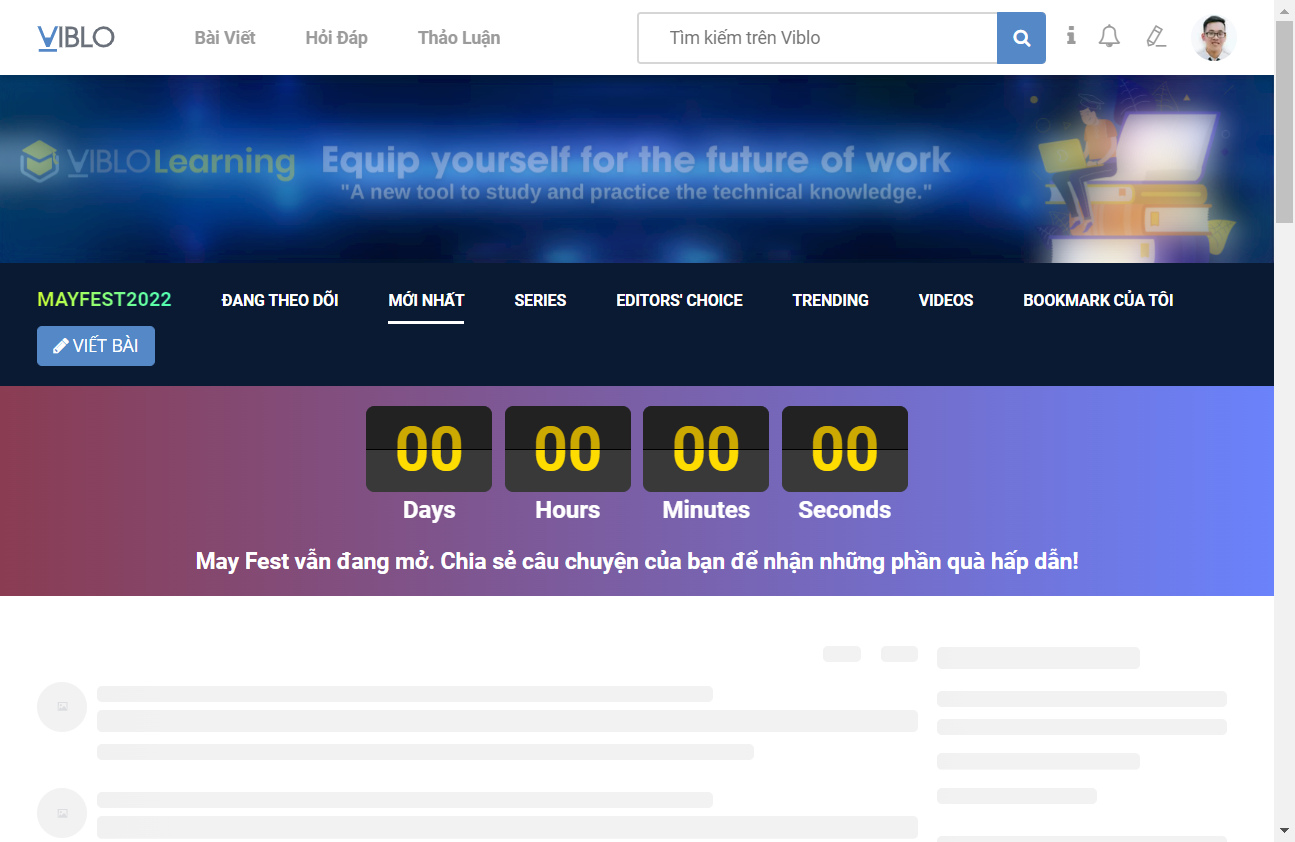 VIBLO
Bài Viết Hỏi Đáp Thảo Luận
Tìm kiếm trên Viblo
VIBLO Learning
Equip yourself for the future of work
"A new tool to study and practice the technical knowledge."
MAYFEST2022 ĐANG THEO DÕI MỚI NHẤT SERIES EDITORS' CHOICE TRENDING VIDEOS BOOKMARK CỦA TÔI
VIẾT BÀI
00 00 00 00
Days Hours Minutes Seconds
May Fest vẫn đang mở. Chia sẻ câu chuyện của bạn để nhận những phần quà hấp dẫn!